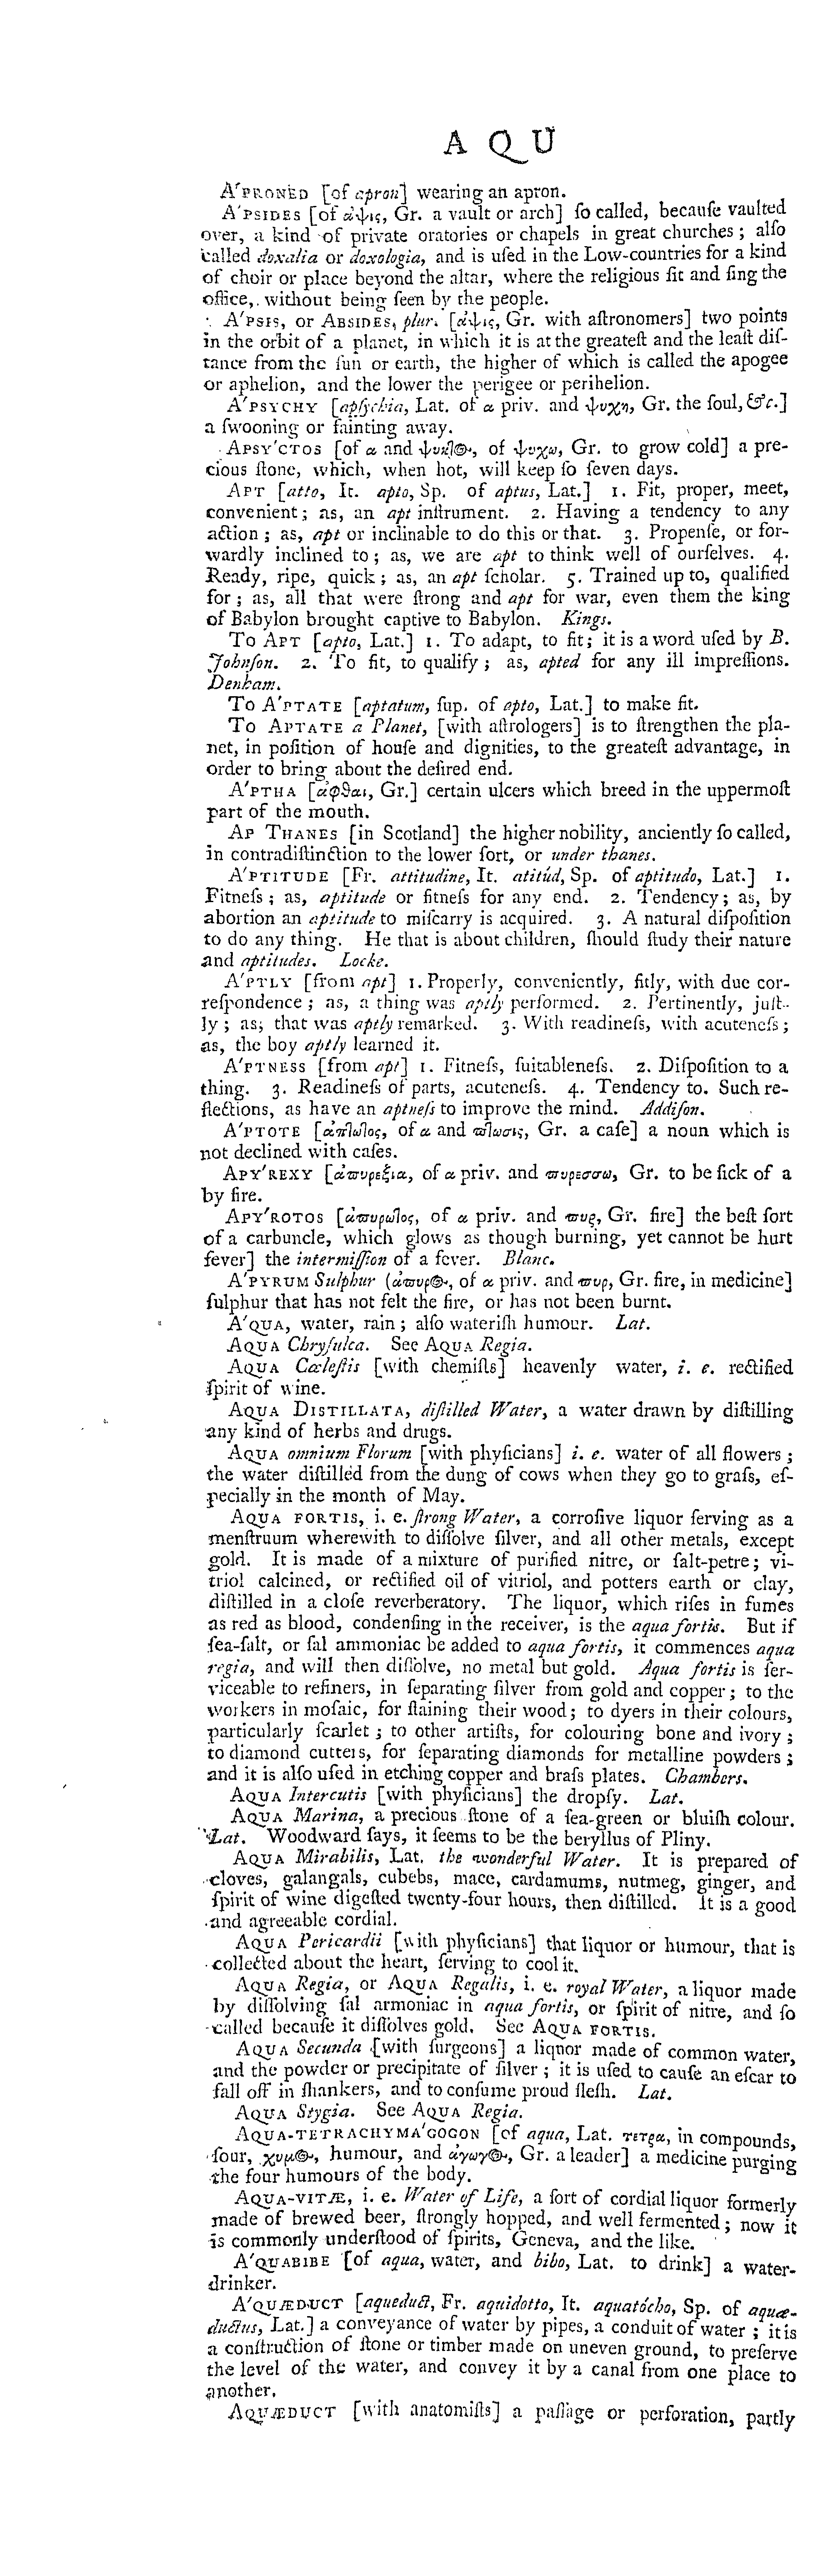 A Q U
A′PRONED [of apron] wearing an apron.
A′PSIDES [of ἀψις, Gr. a vault or arch] ſo called, becauſe vaulted
over, a kind of private oratories or chapels in great churches; alſo
called doxalia or doxologia, and is uſed in the Low-countries for a kind
of choir or place beyond the altar, where the religious ſit and ſing the
office, without being ſeen by the people.
A′PSIS, or ABSIDES, plur. [ἀψις, Gr. with aſtronomers] two points
in the orbit of a planet, in which it is at the greateſt and the leaſt diſ-
tance from the ſun or earth, the higher of which is called the apogee
or aphelion, and the lower the perigee or perihelion.
A′PSYCHY [apſychia, Lat. of α priv. and ψυχη, Gr. the ſoul, &c.]
a ſwooning or fainting away.
APSY′CTOS [of α and ψυκϊ☉, of ψυχω, Gr. to grow cold] a pre-
cious ſtone, which, when hot, will keep ſo ſeven days.
APT [atto, It. apto, Sp. of aptus, Lat.] 1. Fit, proper, meet,
convenient; as, an apt inſtrument. 2. Having a tendency to any
action; as, apt or inclinable to do this or that. 3. Propenſe, or for-
wardly inclined to; as, we are apt to think well of ourſelves. 4.
Ready, ripe, quick; as, an apt ſcholar. 5. Trained up to, qualified
for; as, all that were ſtrong and apt for war, even them the king
of Babylon brought captive to Babylon. Kings.
To APT [apto, Lat.] 1. To adapt, to fit; it is a word uſed by B.
Johnſon. 2. To fit, to qualify; as, apted for any ill impreſſions.
Denham.
To A′PTATE [aptatum, ſup. of apto, Lat.] to make fit.
To APTATE a Planet, [with aſtrologers] is to ſtrengthen the pla-
net, in poſition of houſe and dignities, to the greateſt advantage, in
order to bring about the deſired end.
A′PTHA [ἀφθαι, Gr.] certain ulcers which breed in the uppermoſt
part of the mouth.
AP THANES [in Scotland] the higher nobility, anciently ſo called,
in contradiſtinction to the lower ſort, or under thanes.
A′PTITUDE [Fr. attitudine, It. atitúd, Sp. of aptitudo, Lat.] 1.
Fitneſs; as, aptitude or fitneſs for any end. 2. Tendency; as, by
abortion an aptitude to miſcarry is acquired. 3. A natural diſpoſition
to do any thing. He that is about children, ſhould ſtudy their nature
and aptitudes. Locke.
A′PTLY [from apt] 1. Properly, conveniently, fitly, with due cor-
reſpondence; as, a thing was aptly performed. 2. Pertinently, juſt-
ly; as, that was aptly remarked. 3. With readineſs, with acuteneſs;
as, the boy aptly learned it.
A′PTNESS [from apt] 1. Fitneſs, ſuitableneſs. 2. Diſpoſition to a
thing. 3. Readineſs of parts, acuteneſs. 4. Tendency to. Such re-
flections, as have an aptneſs to improve the mind. Addiſon.
A′PTOTE [ἀπτωτος, of α and πτωσις, Gr. a caſe] a noun which is
not declined with caſes.
APY′REXY [ἀπυρεξια, of α priv. and πυρεσσω, Gr. to be ſick of a
by fire.
APY′ROTOS [ἀπυρωτος, of α priv. and πυρ, Gr. fire] the beſt ſort
of a carbuncle, which glows as though burning, yet cannot be hurt
fever] the intermiſſion of a fever. Blanc.
A′PYRUM Sulphur (ἀπυρ☉, of α priv. and πυρ, Gr. fire, in medicine]
ſulphur that has not felt the fire, or has not been burnt.
A′QUA, water, rain; alſo wateriſh humour. Lat.
AQUA Chryſulca. See AQUA Regia.
AQUA Cœleſtis [with chemiſts] heavenly water, i. e. rectified
ſpirit of wine.
AQUA DISTILLATA, diſtilled Water, a water drawn by diſtilling
any kind of herbs and drugs.
AQUA omnium Florum [with phyſicians] i. e. water of all flowers;
the water diſtilled from the dung of cows when they go to graſs, eſ-
pecially in the month of May.
AQUA FORTIS, i. e. ſtrong Water, a corroſive liquor ſerving as a
menſtruum wherewith to diſſolve ſilver, and all other metals, except
gold. It is made of a mixture of purified nitre, or ſalt-petre; vi-
triol calcined, or rectified oil of vitriol, and potters earth or clay,
diſtilled in a cloſe reverberatory. The liquor, which riſes in fumes
as red as blood, condenſing in the receiver, is the aqua fortis. But if
ſea-ſalt, or ſal ammoniac be added to aqua fortis, it commences aqua
regia, and will then diſſolve, no metal but gold. Aqua fortis is ſer-
viceable to refiners, in ſeparating ſilver from gold and copper; to the
workers in moſaic, for ſtaining their wood; to dyers in their colours,
particularly ſcarlet; to other artiſts, for colouring bone and ivory;
to diamond cutters, for ſeparating diamonds for metalline powders;
and it is alſo uſed in etching copper and braſs plates. Chambers.
AQUA Intercutis [with phyſicians] the dropſy. Lat.
AQUA Marina, a precious ſtone of a ſea-green or bluiſh colour.
Lat. Woodward ſays, it ſeems to be the beryllus of Pliny.
AQUA Mirabilis, Lat. the wonderful Water. It is prepared of
cloves, galangals, cubebs, mace, cardamums, nutmeg, ginger, and
ſpirit of wine digeſted twenty-four hours, then diſtilled. It is a good
and agreeable cordial.
AQUA Pericardii [with phyſicians] that liquor or humour, that is
collected about the heart, ſerving to cool it.
AQUA Regia, or AQUA Regalis, i. e. royal Water, a liquor made
by diſſolving ſal armoniac in aqua fortis, or ſpirit of nitre, and ſo
called becauſe it diſſolves gold. See AQUA FORTIS.
AQUA Secunda [with ſurgeons] a liquor made of common water,
and the powder or precipitate of ſilver; it is uſed to cauſe an eſcar to
fall off in ſhankers, and to conſume proud fleſh. Lat.
AQUA Stygia. See AQUA Regia.
AQUA-TETRACHYMA′GOGON [of aqua, Lat. τετρα, in compounds,
four, χυμ☉, humour, and ἀγωγ☉, Gr. a leader] a medicine purging
the four humours of the body.
AQUA-VITÆ, i. e. Water of Life, a ſort of cordial liquor formerly
made of brewed beer, ſtrongly hopped, and well fermented; now it
is commonly underſtood of ſpirits, Geneva, and the like.
A′QUABIBE [of aqua, water, and bibo, Lat. to drink] a water-
drinker.
A′QUÆDUCT [aqueduct, Fr. aquidotto, It. aquatócho, Sp. of aquæ-
ductus, Lat.] a conveyance of water by pipes, a conduit of water; it is
a conſtruction of ſtone or timber made on uneven ground, to preſerve
the level of the water, and convey it by a canal from one place to
another.
AQUÆDUCT [with anatomiſts] a paſſage or perforation, partly